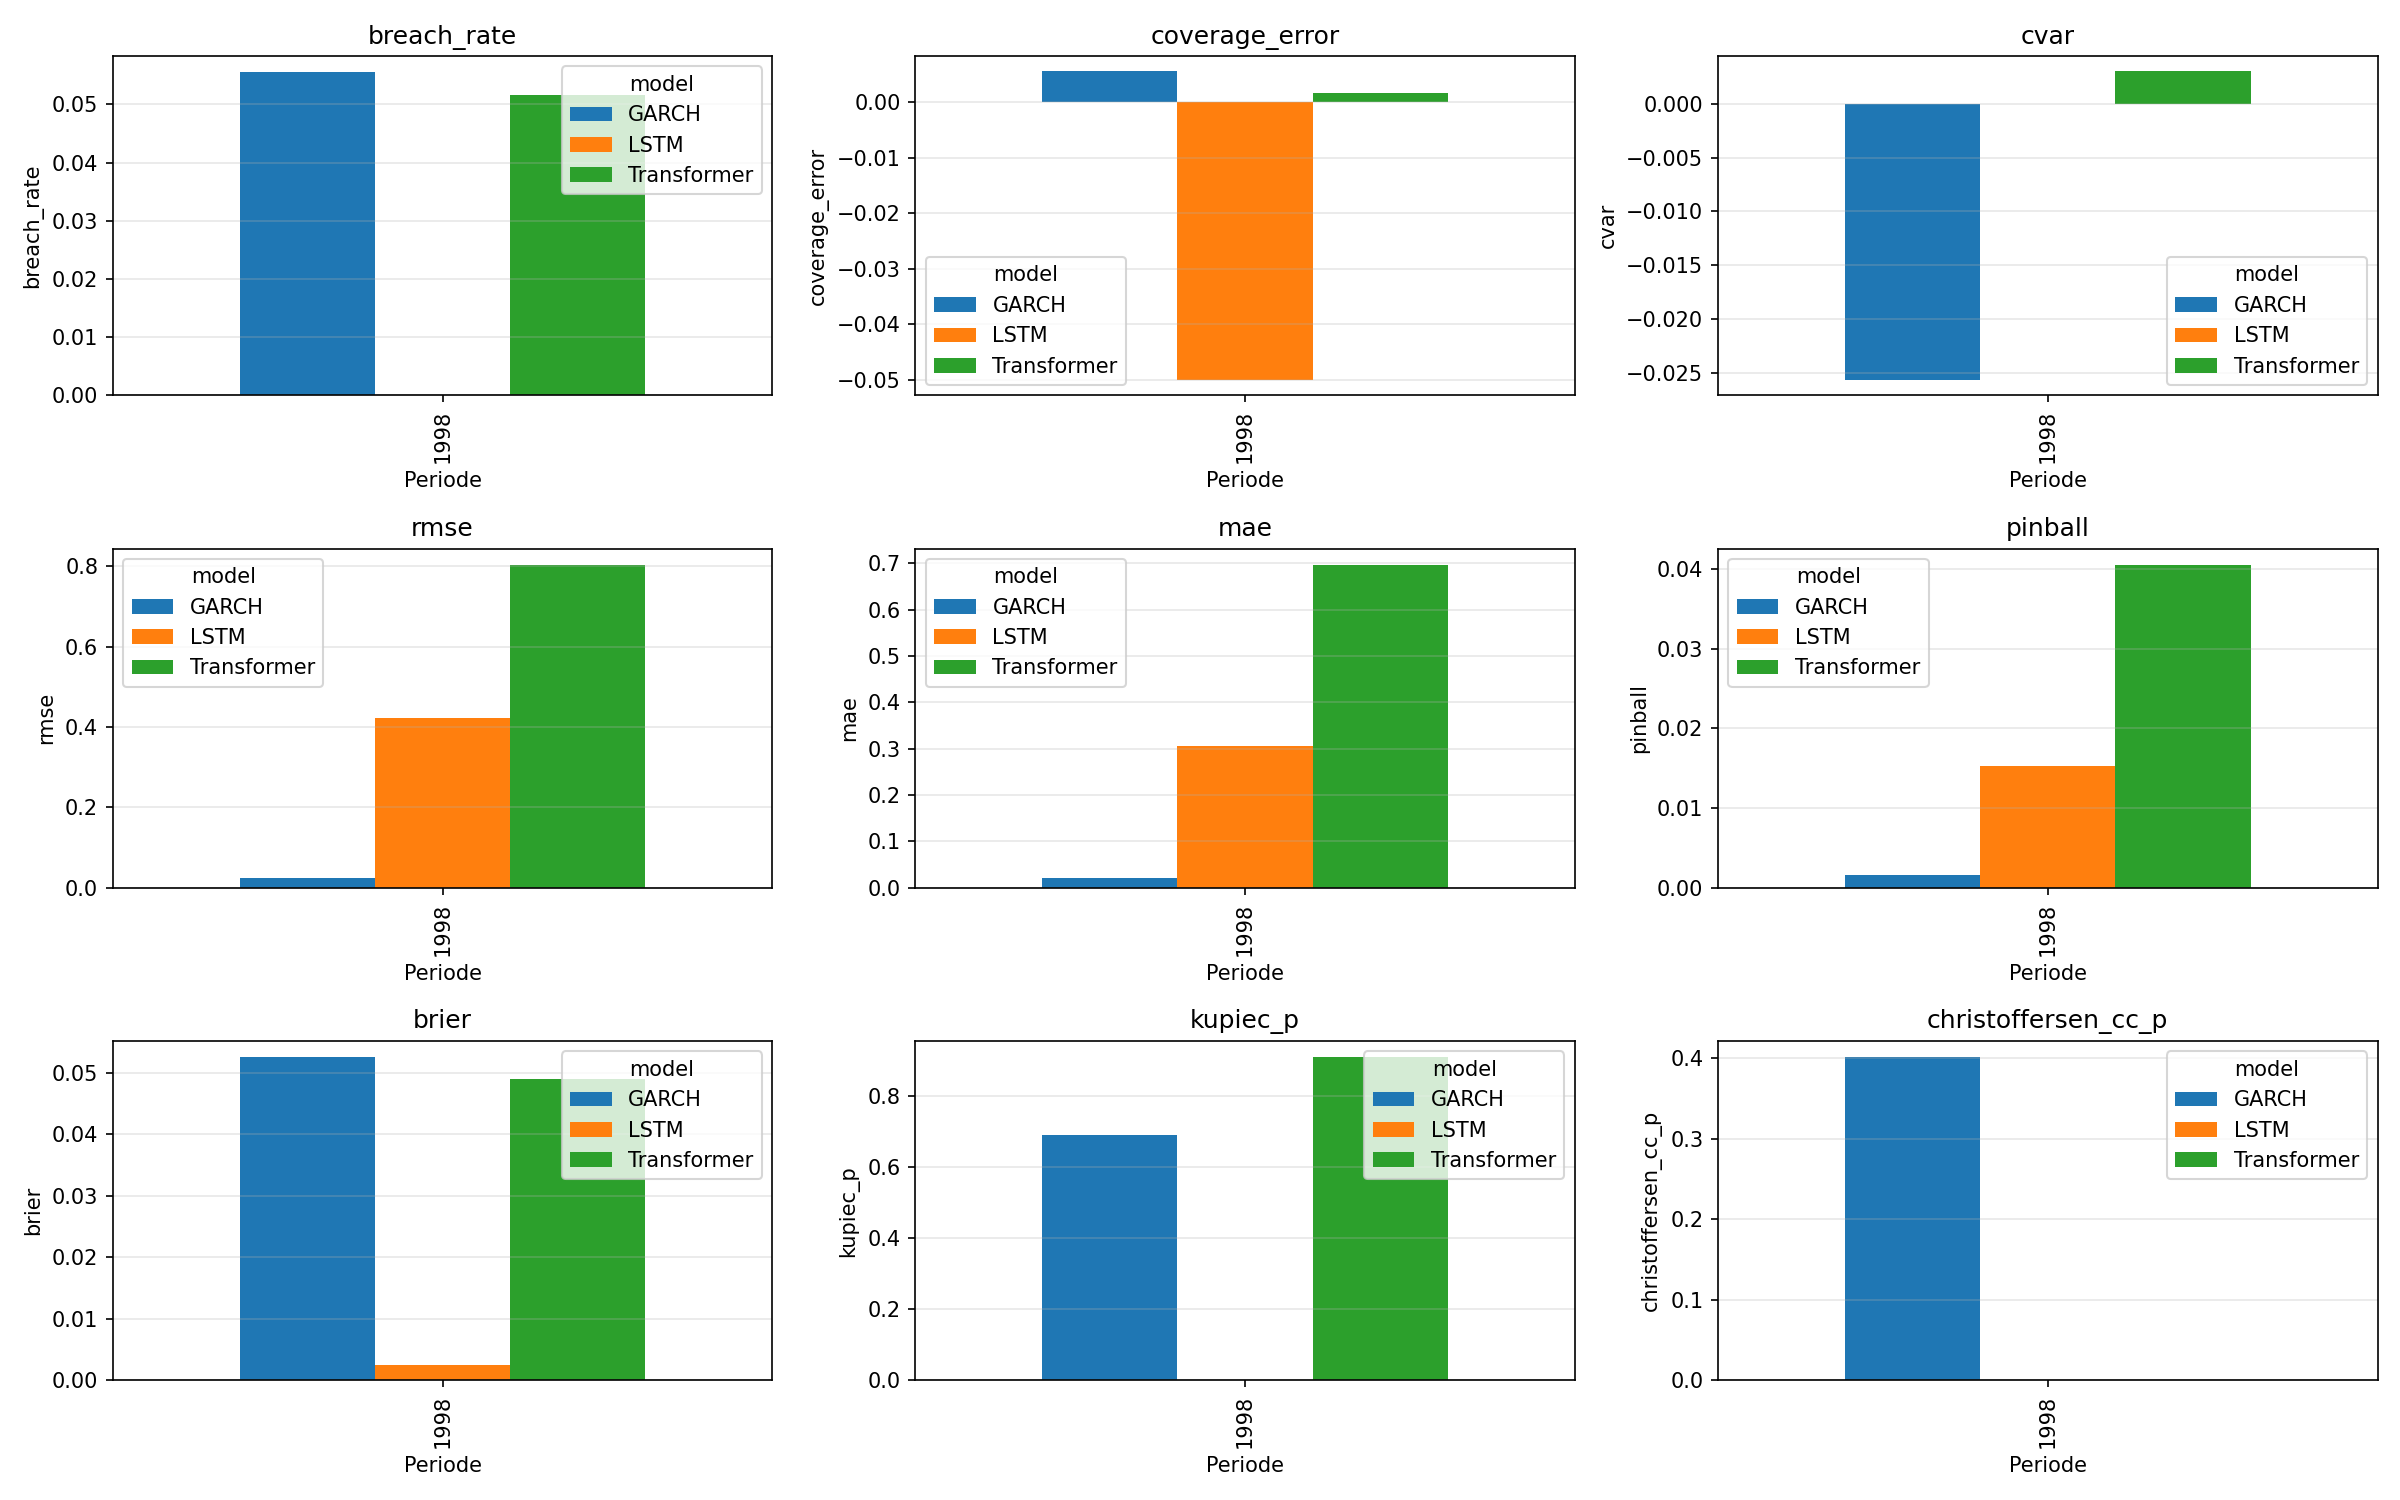 breach_rate
breach_rate
0.05
0.04
0.03
0.02
0.01
0.00
model
GARCH
LSTM
Transformer
1998
Periode
coverage_error
coverage_error
0.00
−0.01
−0.02
−0.03
−0.04
−0.05
model
GARCH
LSTM
Transformer
1998
Periode
cvar
cvar
0.000
−0.005
−0.010
−0.015
−0.020
−0.025
model
GARCH
LSTM
Transformer
1998
Periode
rmse
rmse
0.8
0.6
0.4
0.2
0.0
model
GARCH
LSTM
Transformer
1998
Periode
mae
mae
0.7
0.6
0.5
0.4
0.3
0.2
0.1
0.0
model
GARCH
LSTM
Transformer
1998
Periode
pinball
pinball
0.04
0.03
0.02
0.01
0.00
model
GARCH
LSTM
Transformer
1998
Periode
brier
brier
0.05
0.04
0.03
0.02
0.01
0.00
model
GARCH
LSTM
Transformer
1998
Periode
kupiec_p
kupiec_p
0.8
0.6
0.4
0.2
0.0
model
GARCH
LSTM
Transformer
1998
Periode
christoffersen_cc_p
christoffersen_cc_p
0.4
0.3
0.2
0.1
0.0
model
GARCH
LSTM
Transformer
1998
Periode